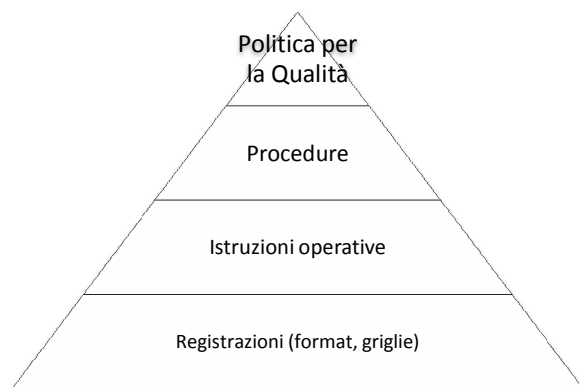 Politica per
la Qualità
Procedure
Istruzioni operative
Registrazioni (format, griglie)